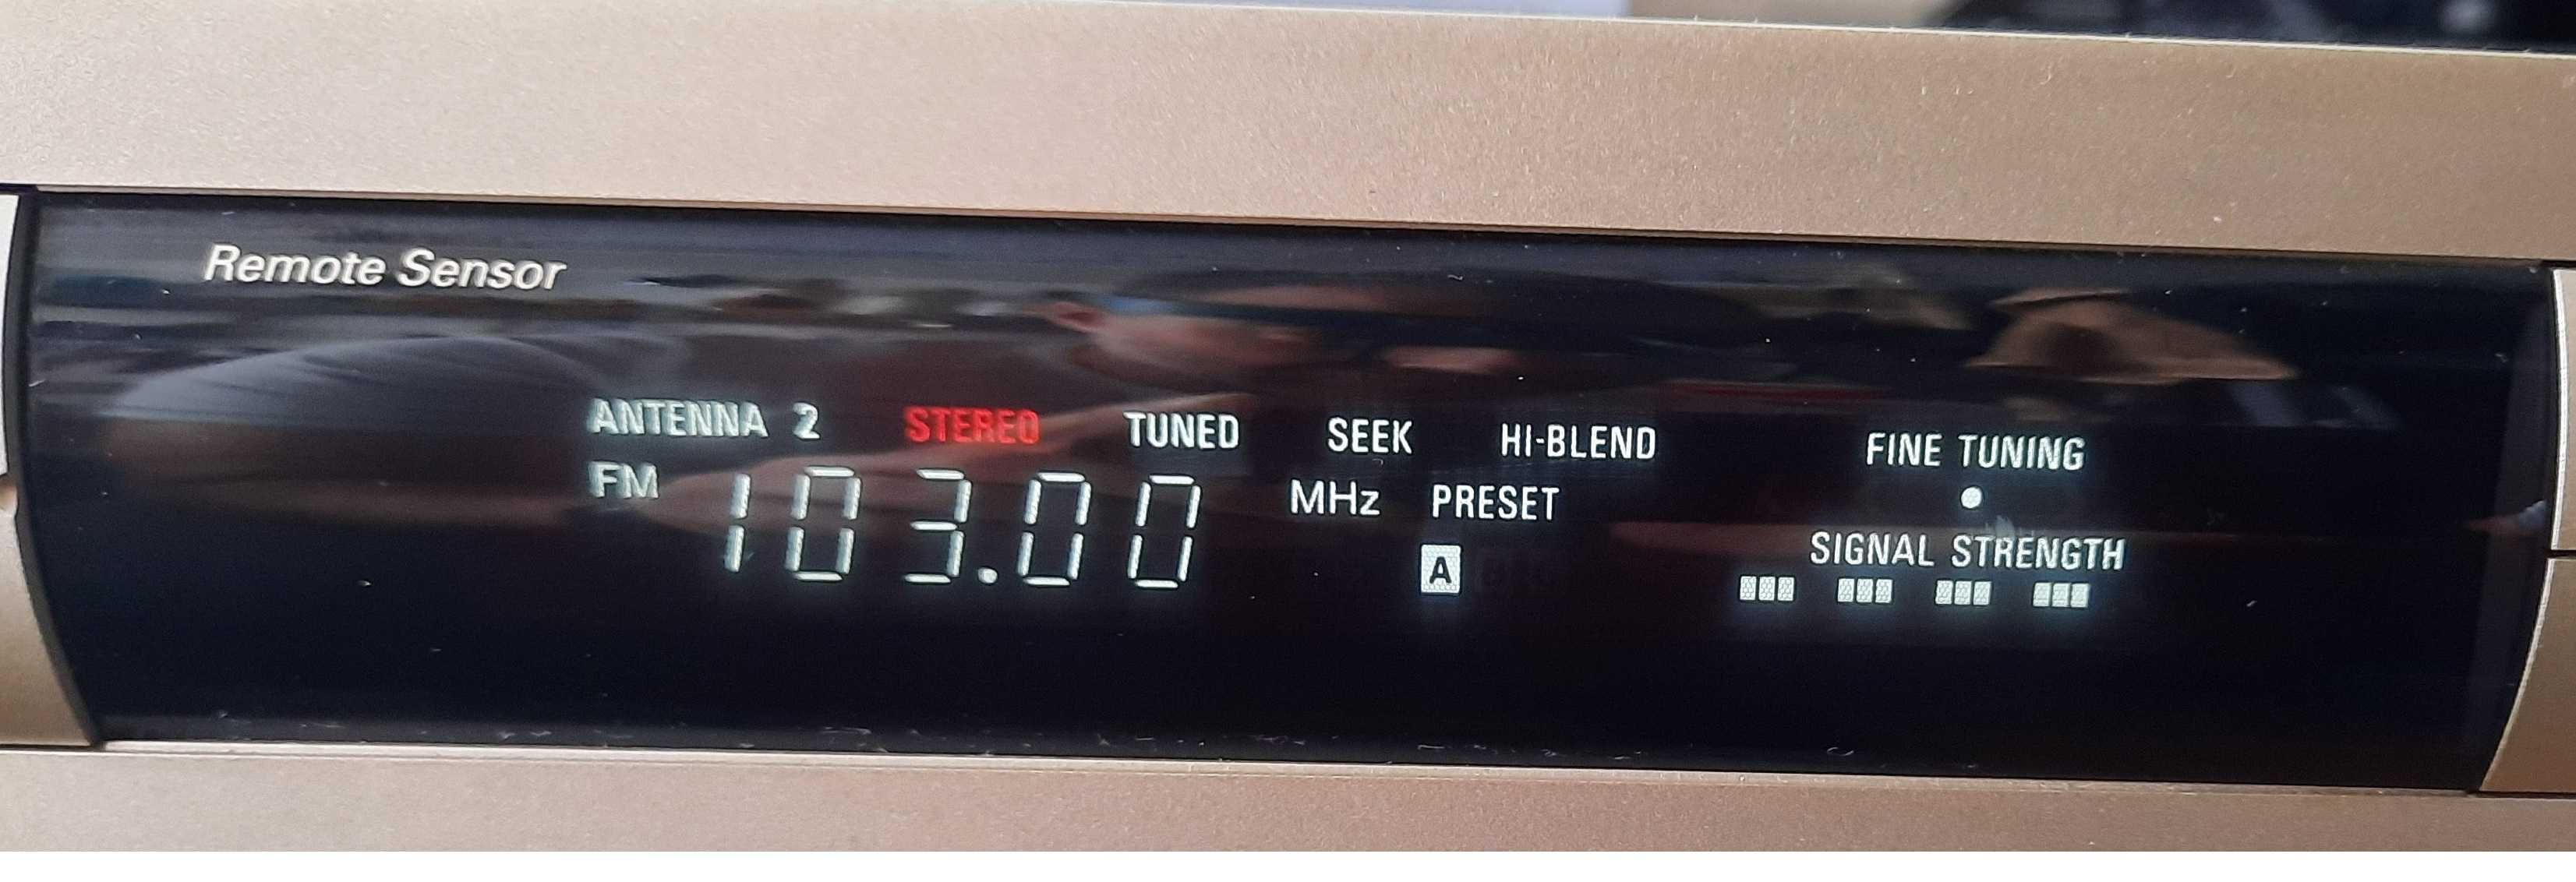 Remote Sensor
ANTENNA 2 STEREO TUNED SEEK HI-BLEND FINE TUNING
FM 103.00 MHz PRESET
A
SIGNAL STRENGTH